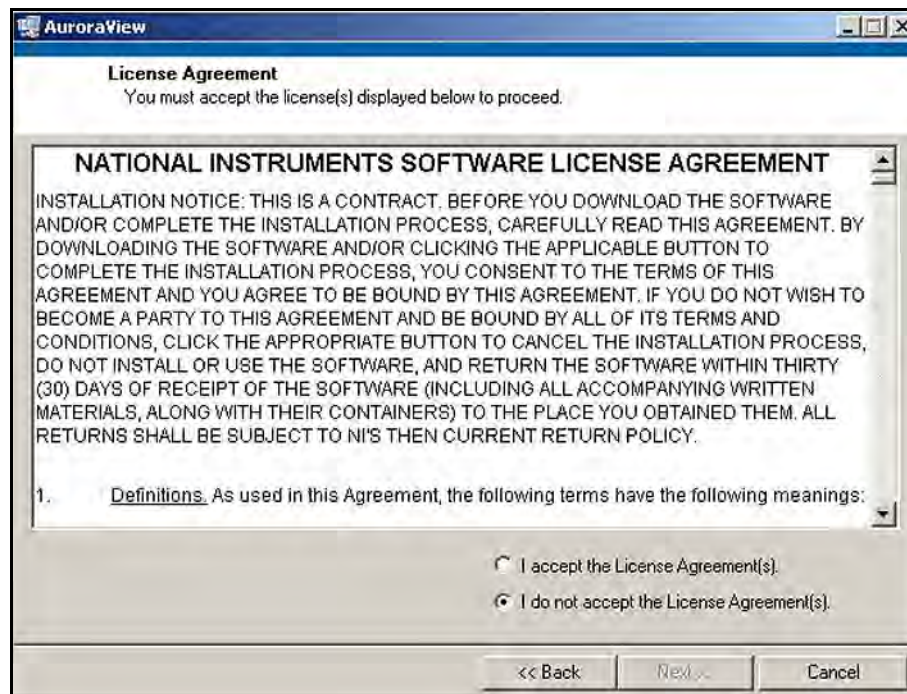 AuroraView
License Agreement
You must accept the license(s) displayed below to proceed.
NATIONAL INSTRUMENTS SOFTWARE LICENSE AGREEMENT
INSTALLATION NOTICE: THIS IS A CONTRACT. BEFORE YOU DOWNLOAD THE SOFTWARE
AND/OR COMPLETE THE INSTALLATION PROCESS, CAREFULLY READ THIS AGREEMENT. BY
DOWNLOADING THE SOFTWARE AND/OR CLICKING THE APPLICABLE BUTTON TO
COMPLETE THE INSTALLATION PROCESS, YOU CONSENT TO THE TERMS OF THIS
AGREEMENT AND YOU AGREE TO BE BOUND BY THIS AGREEMENT. IF YOU DO NOT WISH TO
BECOME A PARTY TO THIS AGREEMENT AND BE BOUND BY ALL OF ITS TERMS AND
CONDITIONS, CLICK THE APPROPRIATE BUTTON TO CANCEL THE INSTALLATION PROCESS,
DO NOT INSTALL OR USE THE SOFTWARE, AND RETURN THE SOFTWARE WITHIN THIRTY
(30) DAYS OF RECEIPT OF THE SOFTWARE (INCLUDING ALL ACCOMPANYING WRITTEN
MATERIALS, ALONG WITH THEIR CONTAINERS) TO THE PLACE YOU OBTAINED THEM. ALL
RETURNS SHALL BE SUBJECT TO NI'S THEN CURRENT RETURN POLICY.
1. Definitions. As used in this Agreement, the following terms have the following meanings:
I accept the License Agreement(s).
I do not accept the License Agreement(s).
<< Back Next >> Cancel